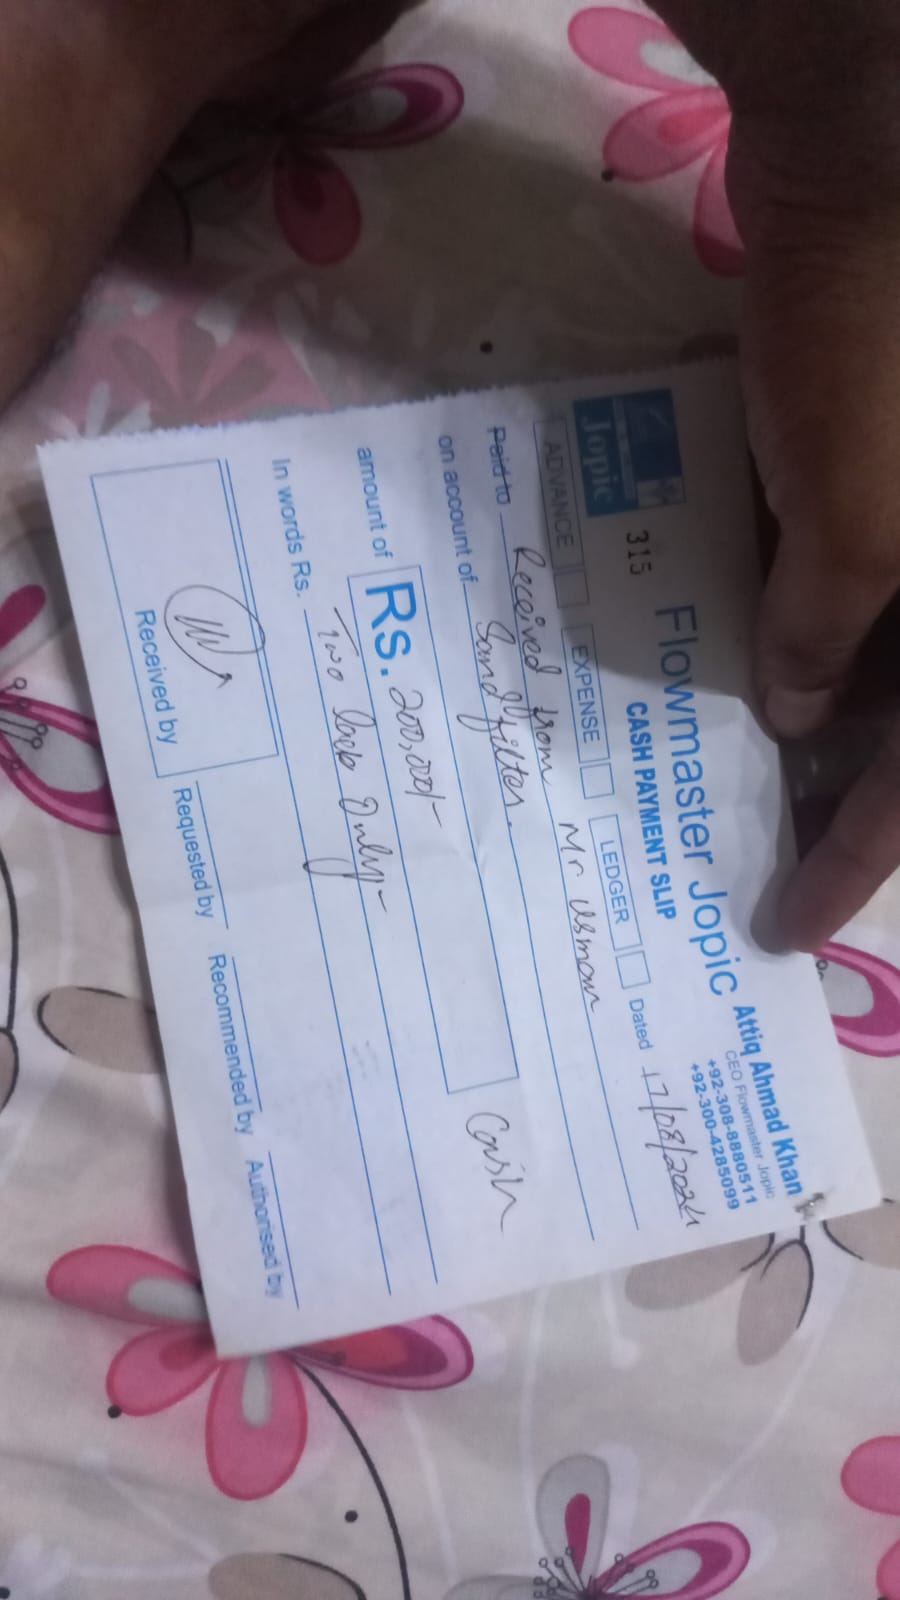 Jopic
315
Flowmaster Jopic
CASH PAYMENT SLIP
Attiq Ahmad Khan
CEO Flowmaster Jopic
+92-308-8880511
+92-300-4285099
ADVANCE EXPENSE LEDGER Dated 17/08/2024
Paid to Received from Mr Usman
on account of Sand filter.
amount of Rs. 200,000/- Cash
In words Rs. Two lack Only-
Received by Requested by Recommended by Authorised by